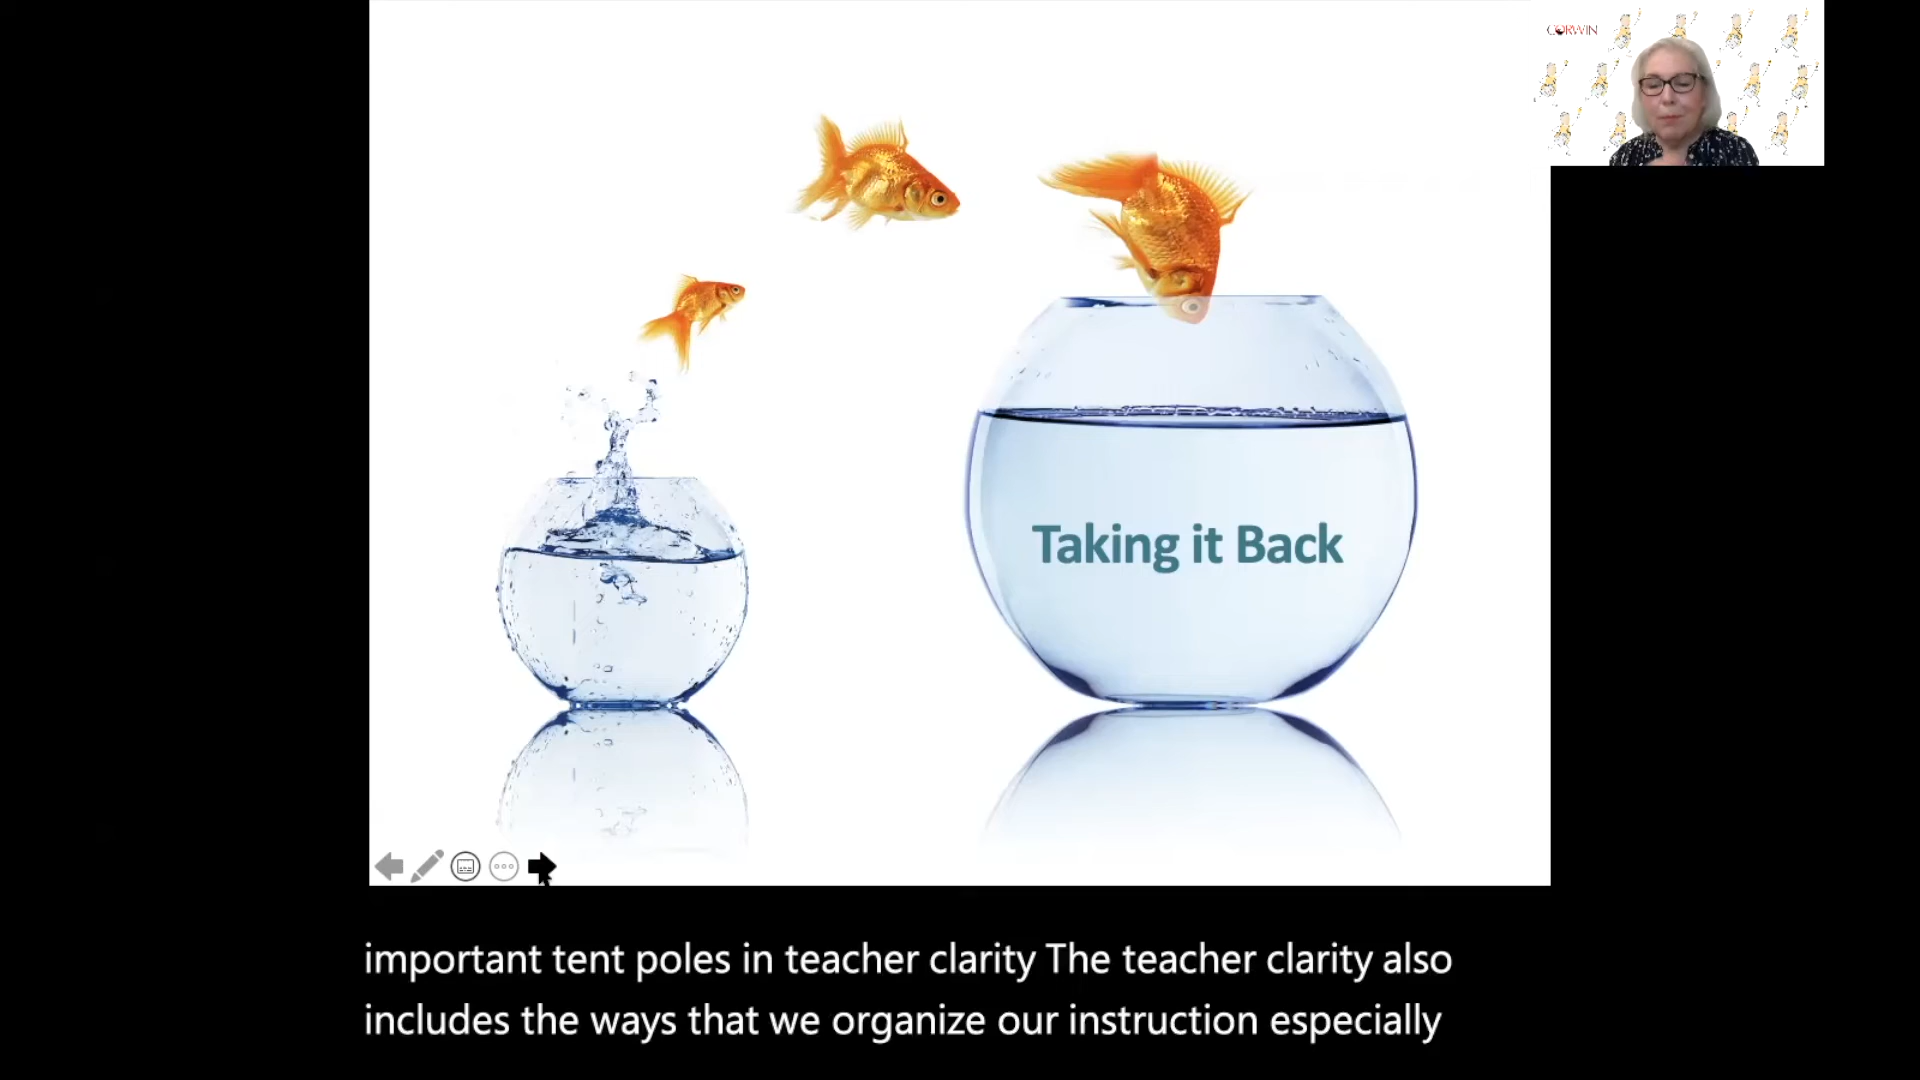 CORWIN
Taking it Back
important tent poles in teacher clarity The teacher clarity also
includes the ways that we organize our instruction especially